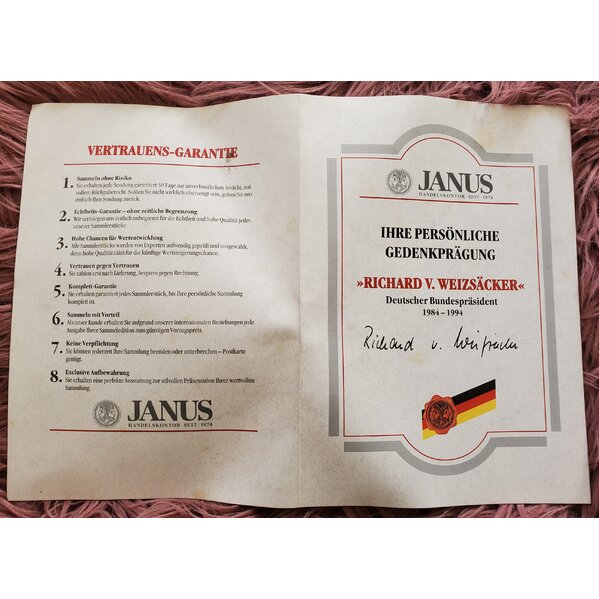 VERTRAUENS-GARANTIE
1. Sammeln ohne Risiko
Sie erhalten jede Sendung garantiert 30 Tage zur unverbindlichen Ansicht, mit
vollem Rückgaberecht. Sollten Sie nicht wirklich überzeugt sein, geben Sie uns
einfach Ihre Sendung zurück.
2. Echtheits-Garantie – ohne zeitliche Begrenzung
Wir verbürgen uns zeitlich unbegrenzt für die Echtheit und hohe Qualität jedes
unserer Sammlerstücke.
3. Hohe Chancen für Wertentwicklung
Alle Sammlerstücke werden von Experten aufwendig geprüft und ausgewählt,
denn hohe Qualität zahlt für die künftige Wertsteigerungschance.
4. Vertrauen gegen Vertrauen
Sie zahlen erst nach Lieferung, bequem gegen Rechnung.
5. Komplett-Garantie
Sie erhalten garantiert jedes Sammlerstück, bis Ihre persönliche Sammlung
komplett ist.
6. Sammeln mit Vorteil
Als unser Kunde erhalten Sie aufgrund unserer internationalen Beziehungen jede
Ausgabe Ihrer Sammeledition zum günstigen Vorzugspreis.
7. Keine Verpflichtung
Sie können jederzeit Ihre Sammlung beenden oder unterbrechen – Postkarte
genügt.
8. Exclusive Aufbewahrung
Sie erhalten eine perfekte Ausstattung zur stilvollen Präsentation Ihrer wertvollen
Sammlung.
JANUS
HANDELSKONTOR SEIT 1874
JANUS
HANDELSKONTOR SEIT 1874
IHRE PERSÖNLICHE
GEDENKPRÄGUNG
»RICHARD V. WEIZSÄCKER«
Deutscher Bundespräsident
1984 – 1994
Richard v. Weizsäcker